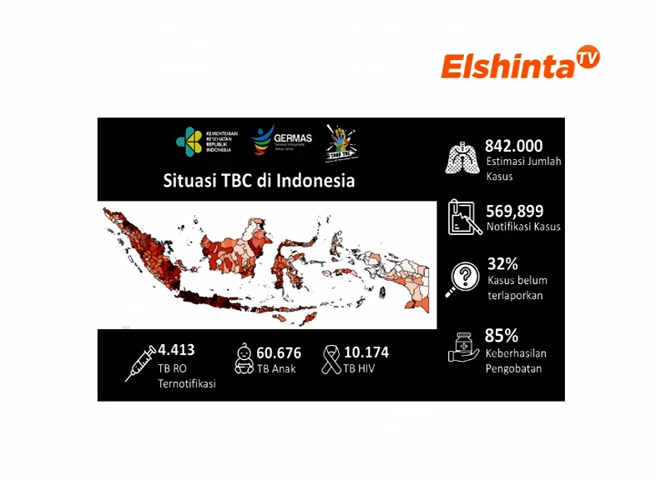 Elshinta TV
KEMENTERIAN
KESEHATAN
REPUBLIK
INDONESIA
GERMAS
Situasi TBC di Indonesia
842.000
Estimasi Jumlah
Kasus
569,899
Notifikasi Kasus
32%
Kasus belum
terlaporkan
85%
Keberhasilan
Pengobatan
4.413
TB RO
Ternotifikasi
60.676
TB Anak
10.174
TB HIV